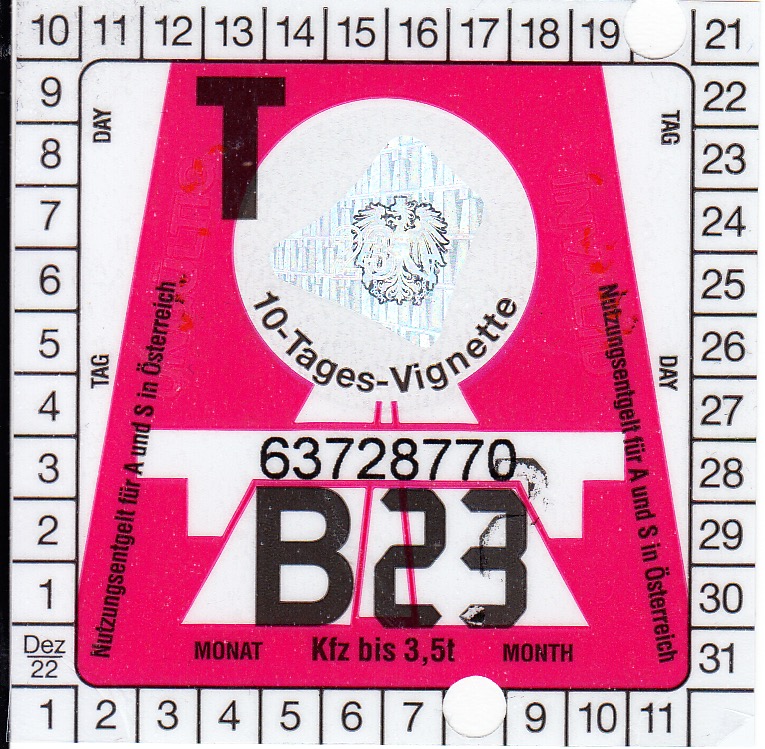 10 11 12 13 14 15 16 17 18 19 21
9 22
8 23
7 24
6 25
5 26
4 27
3 28
2 29
1 30
Dez
22
31
1 2 3 4 5 6 7 9 10 11
DAY
TAG
T
10-Tages-Vignette
TAG
DAY
Nutzungsentgelt für A und S in Österreich
Nutzungsentgelt für A und S in Österreich
63728770
B23
MONAT Kfz bis 3,5t MONTH